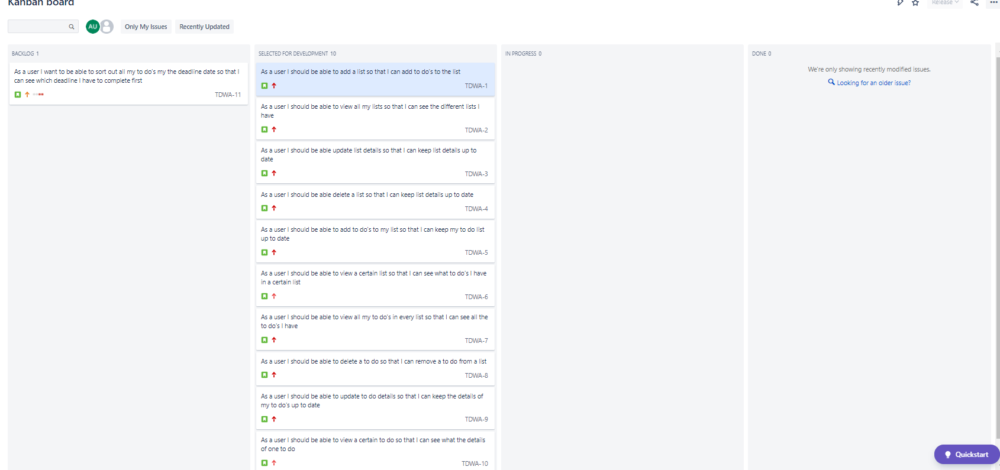 Kanban board
Release
AU
Only My Issues
Recently Updated
BACKLOG 1
As a user I want to be able to sort out all my to do's my the deadline date so that I
can see which deadline I have to complete first
TDWA-11
SELECTED FOR DEVELOPMENT 10
As a user I should be able to add a list so that I can add to do's to the list
TDWA-1
As a user I should be able to view all my lists so that I can see the different lists I
have
TDWA-2
As a user I should be able update list details so that I can keep list details up to
date
TDWA-3
As a user I should be able delete a list so that I can keep list details up to date
TDWA-4
As a user I should be able to add to do's to my list so that I can keep my to do list
up to date
TDWA-5
As a user I should be able to view a certain list so that I can see what to do's I have
in a certain list
TDWA-6
As a user I should be able to view all my to do's in every list so that I can see all the
to do's I have
TDWA-7
As a user I should be able to delete a to do so that I can remove a to do from a list
TDWA-8
As a user I should be able to update to do details so that I can keep the details of
my to do's up to date
TDWA-9
As a user I should be able to view a certain to do so that I can see what the details
of one to do
TDWA-10
IN PROGRESS 0
DONE 0
We're only showing recently modified issues.
Looking for an older issue?
Quickstart